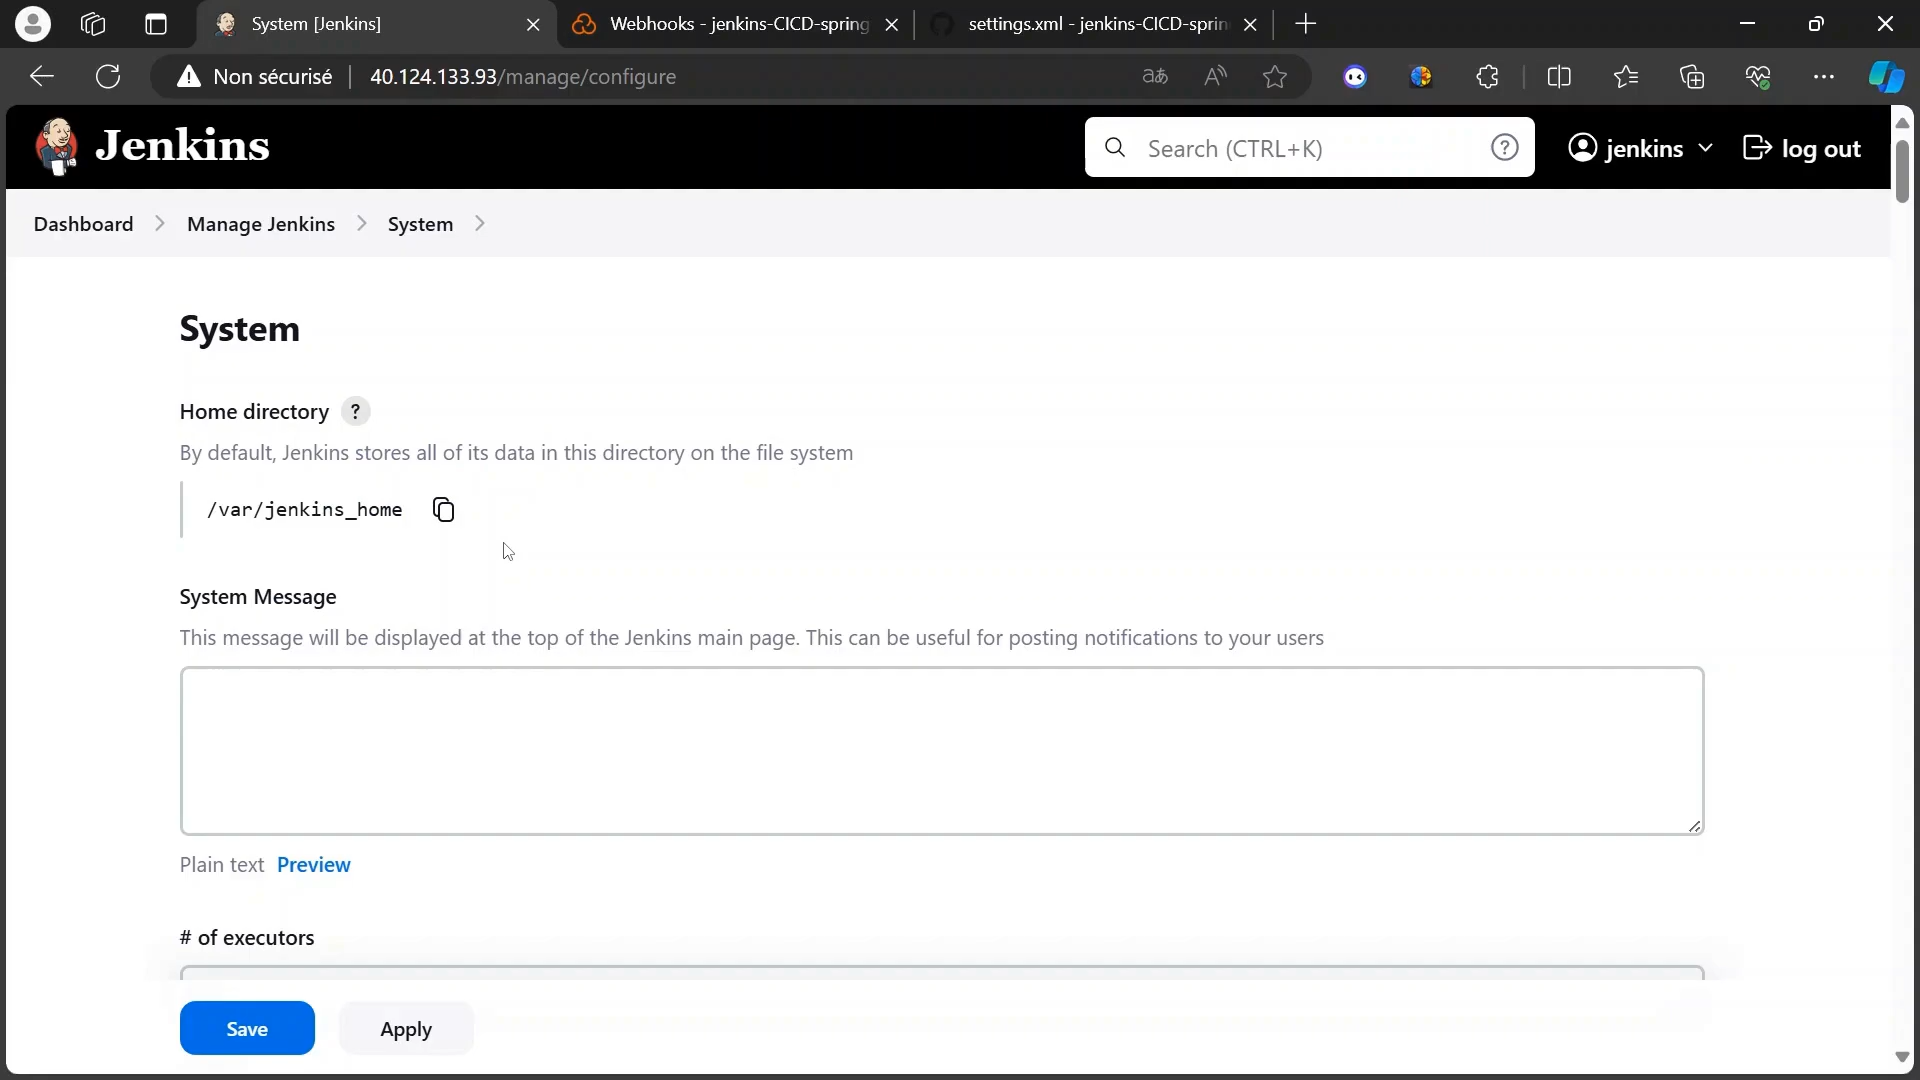 System [Jenkins]
Webhooks - jenkins-CICD-spring
settings.xml - jenkins-CICD-sprin
Non sécurisé
40.124.133.93/manage/configure
Jenkins
Search (CTRL+K)
?
jenkins
log out
Dashboard
Manage Jenkins
System
System
Home directory ?
By default, Jenkins stores all of its data in this directory on the file system
/var/jenkins_home
System Message
This message will be displayed at the top of the Jenkins main page. This can be useful for posting notifications to your users
Plain text Preview
# of executors
Save
Apply